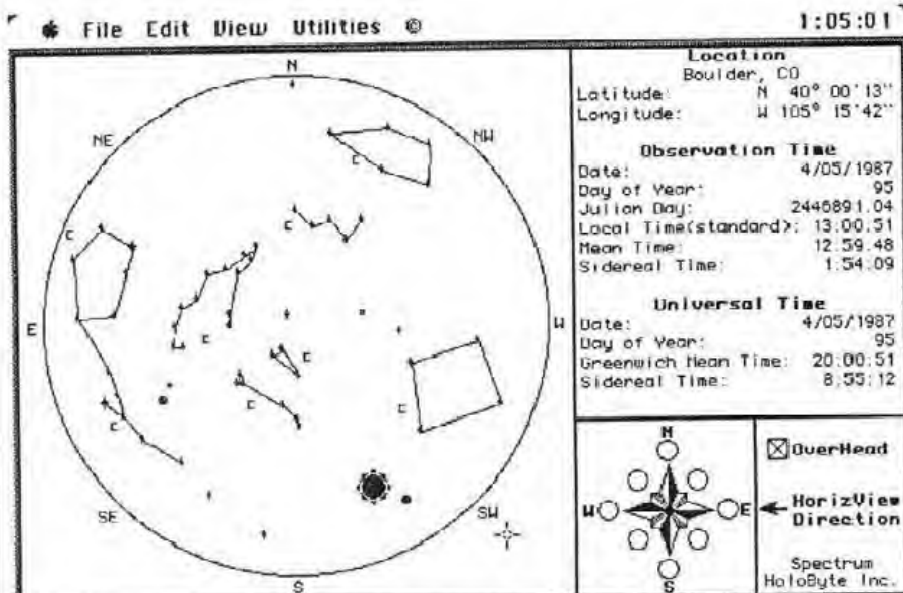 File Edit View Utilities © 1:05:01
Location
Boulder, CO
Latitude: N 40° 00'13"
Longitude: W 105° 15'42"
Observation Time
Date: 4/05/1987
Day of Year: 95
Julian Day: 2446891.04
Local Time(standard): 13:00:51
Mean Time: 12:59:48
Sidereal Time: 1:54:09
Universal Time
Date: 4/05/1987
Day of Year: 95
Greenwich Mean Time: 20:00:51
Sidereal Time: 8:55:12
N
NE
NW
C
C
C
C
E
W
C
C
C
C
SE
SW
S
N
W
E
S
OverHead
HorizView
Direction
Spectrum
HoloByte Inc.